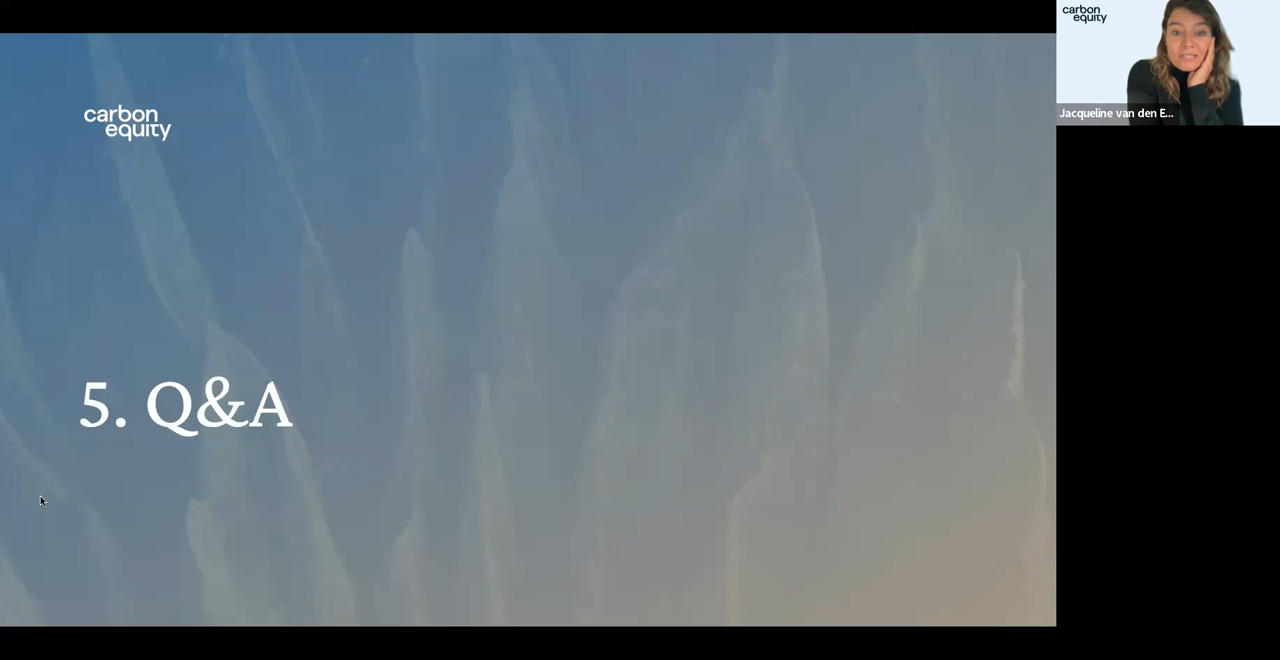 carbon
equity
5. Q&A
carbon
equity
Jacqueline van den E...